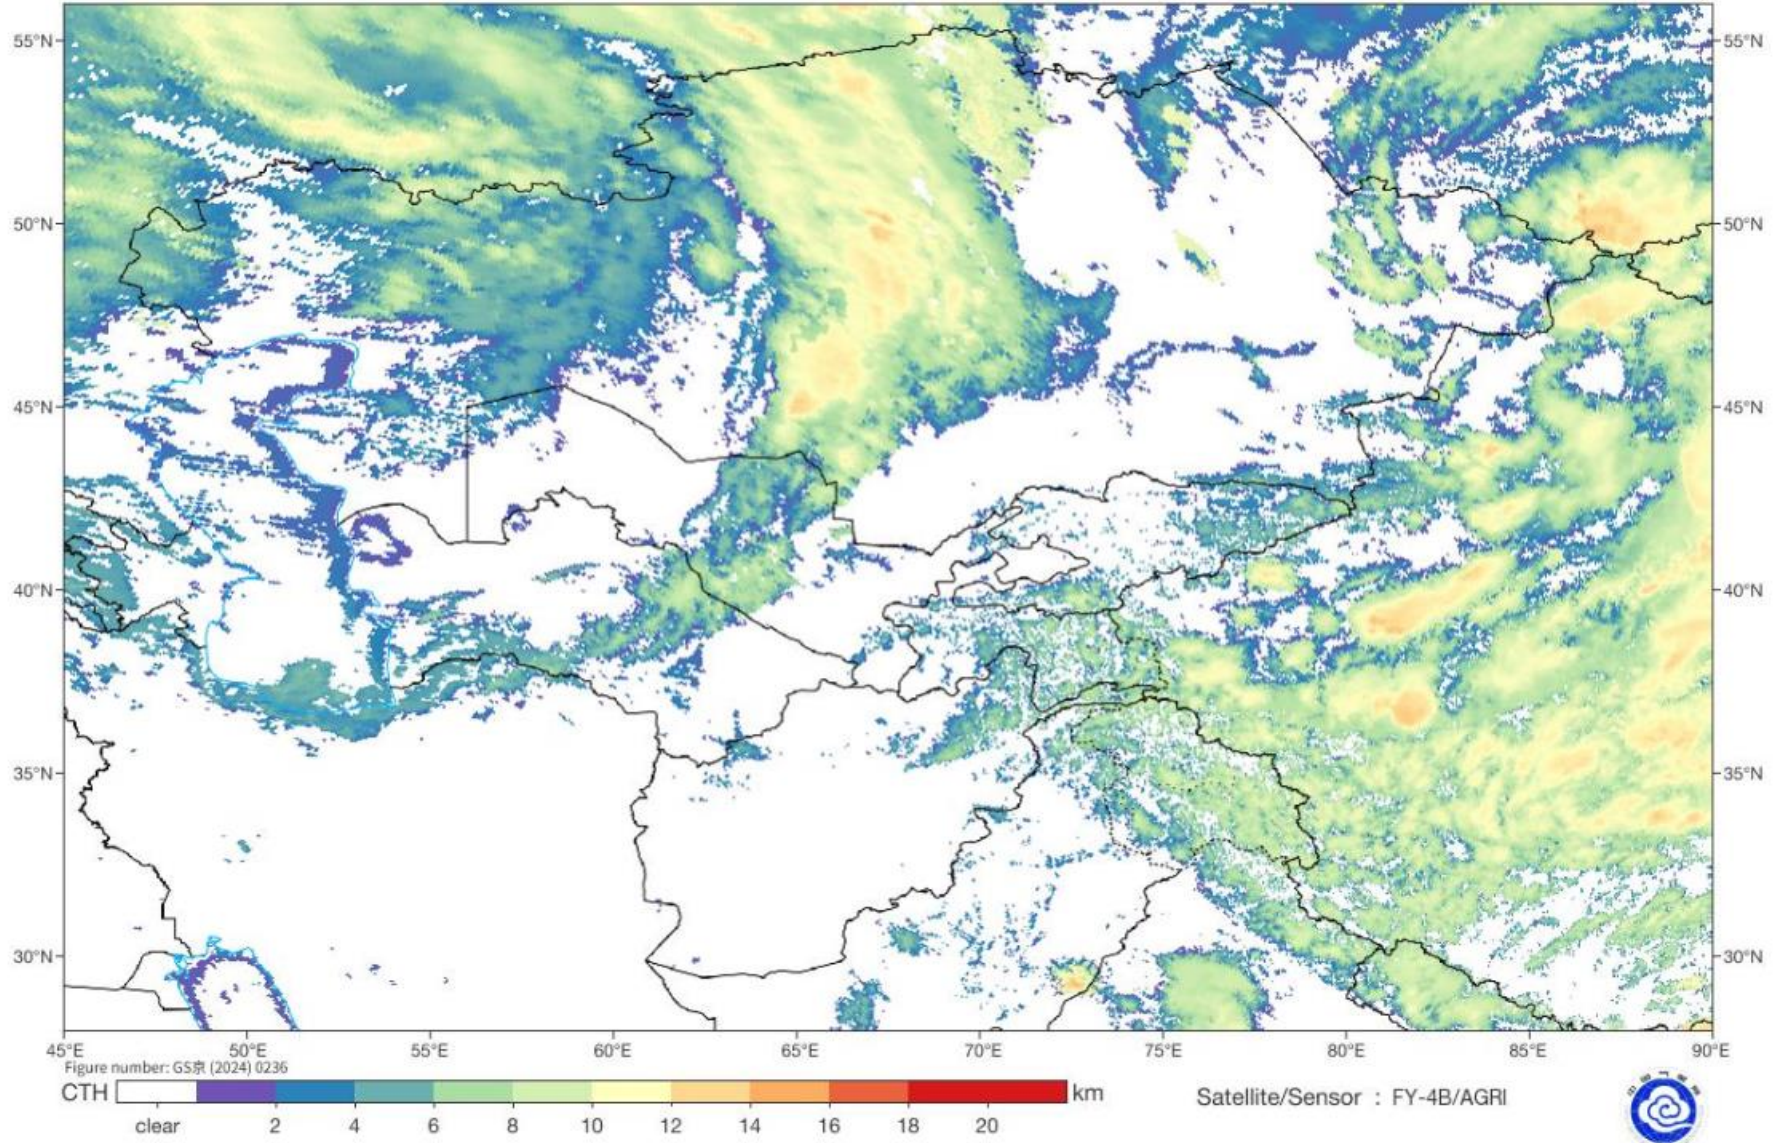 55°N 55°N
50°N 50°N
45°N 45°N
40°N 40°N
35°N 35°N
30°N 30°N
45°E 50°E 55°E 60°E 65°E 70°E 75°E 80°E 85°E 90°E
Figure number: GS京 (2024) 0236
CTH km
clear 2 4 6 8 10 12 14 16 18 20
Satellite/Sensor : FY-4B/AGRI